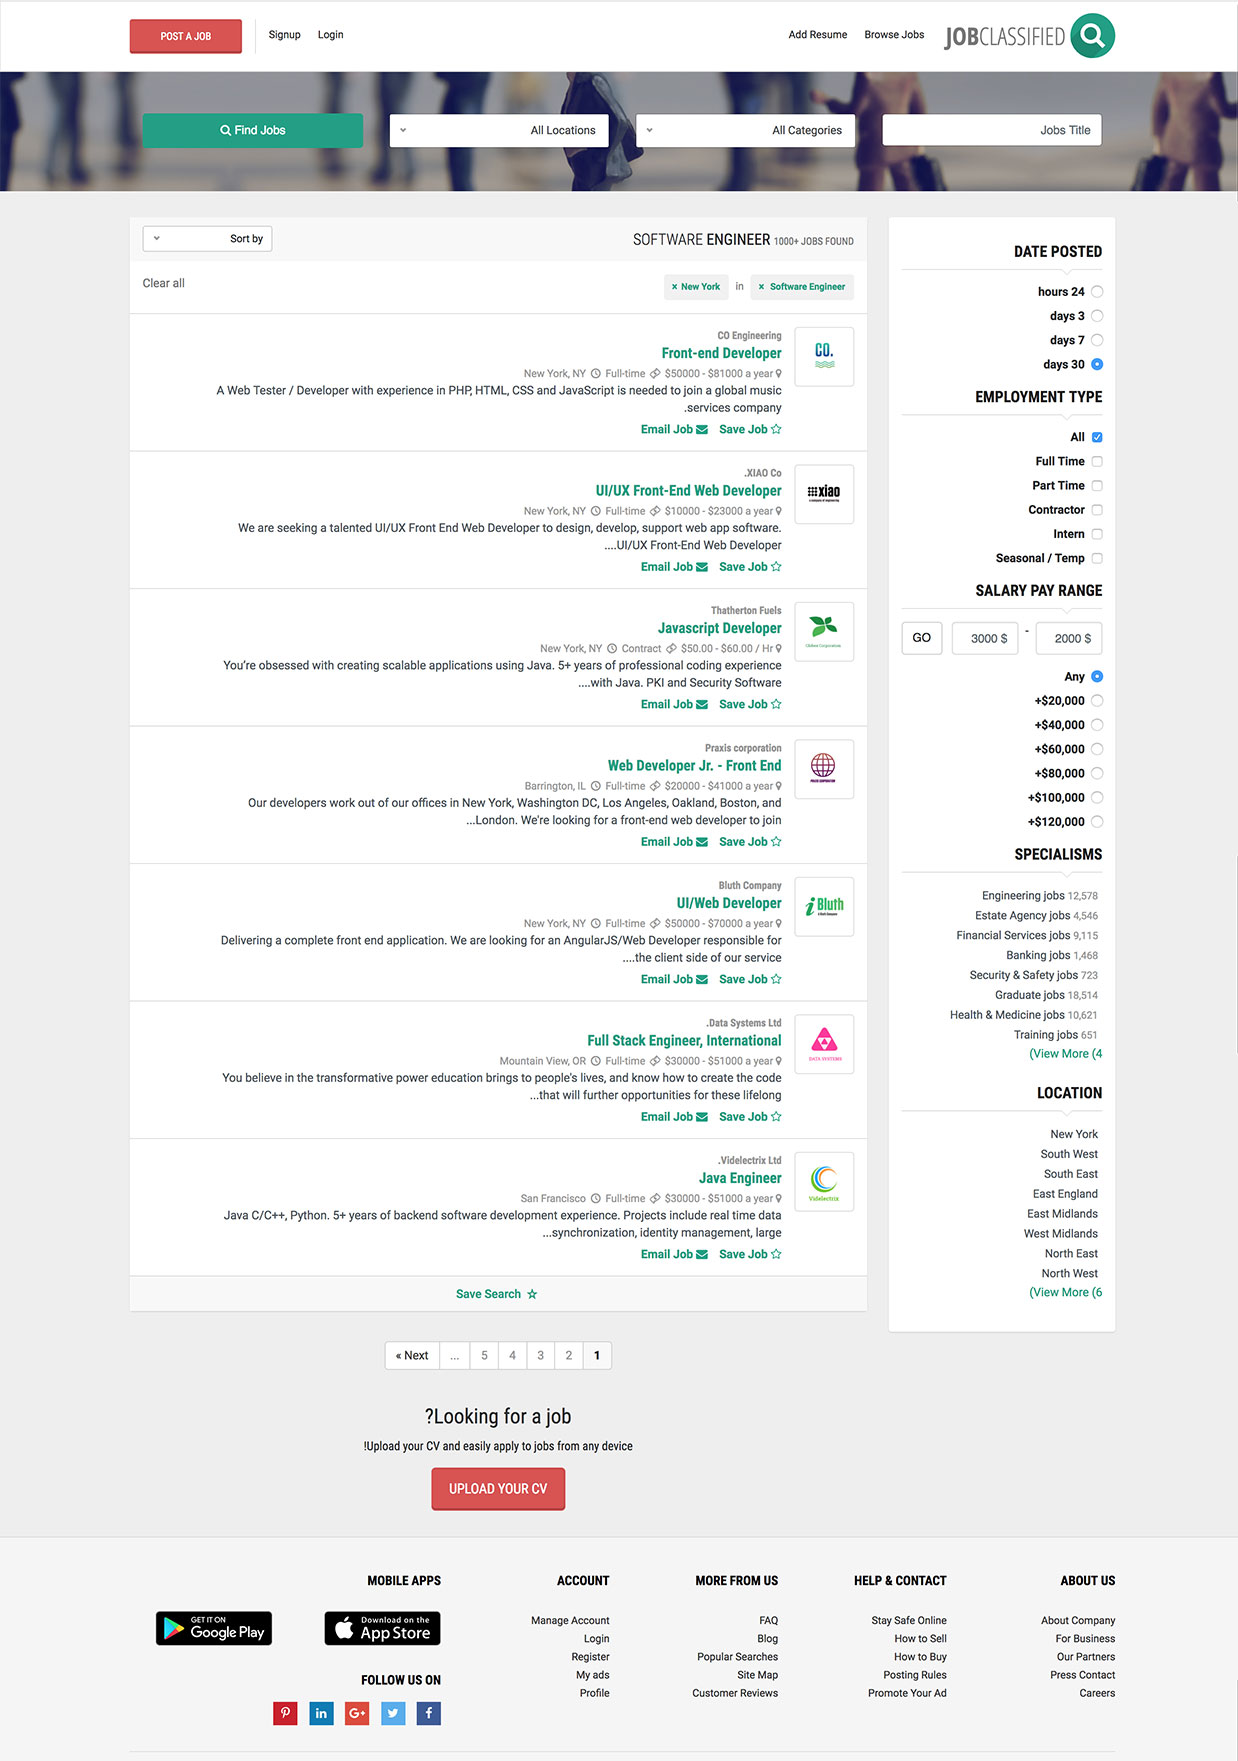 POST A JOB
Signup
Login
Add Resume
Browse Jobs
JOBCLASSIFIED
Find Jobs
All Locations
All Categories
Jobs Title
Sort by
SOFTWARE ENGINEER 1000+ JOBS FOUND
Clear all
× New York in × Software Engineer
CO.
CO Engineering
Front-end Developer
New York, NY Full-time $50000 - $81000 a year
A Web Tester / Developer with experience in PHP, HTML, CSS and JavaScript is needed to join a global music
.services company
Email Job Save Job
xiao
.XIAO Co
UI/UX Front-End Web Developer
New York, NY Full-time $10000 - $23000 a year
We are seeking a talented UI/UX Front End Web Developer to design, develop, support web app software.
....UI/UX Front-End Web Developer
Email Job Save Job
Thatherton Fuels
Javascript Developer
New York, NY Contract $50.00 - $60.00 / Hr
You're obsessed with creating scalable applications using Java. 5+ years of professional coding experience
....with Java. PKI and Security Software
Email Job Save Job
PRAXIS CORPORATION
Praxis corporation
Web Developer Jr. - Front End
Barrington, IL Full-time $20000 - $41000 a year
Our developers work out of our offices in New York, Washington DC, Los Angeles, Oakland, Boston, and
...London. We're looking for a front-end web developer to join
Email Job Save Job
Bluth
A Bluth Company
Bluth Company
UI/Web Developer
New York, NY Full-time $50000 - $70000 a year
Delivering a complete front end application. We are looking for an AngularJS/Web Developer responsible for
....the client side of our service
Email Job Save Job
DATA SYSTEMS
.Data Systems Ltd
Full Stack Engineer, International
Mountain View, OR Full-time $30000 - $51000 a year
You believe in the transformative power education brings to people's lives, and know how to create the code
...that will further opportunities for these lifelong
Email Job Save Job
Videlectrix
.Videlectrix Ltd
Java Engineer
San Francisco Full-time $30000 - $51000 a year
Java C/C++, Python. 5+ years of backend software development experience. Projects include real time data
...synchronization, identity management, large
Email Job Save Job
Save Search
« Next ... 5 4 3 2 1
?Looking for a job
!Upload your CV and easily apply to jobs from any device
UPLOAD YOUR CV
DATE POSTED
hours 24
days 3
days 7
days 30
EMPLOYMENT TYPE
All
Full Time
Part Time
Contractor
Intern
Seasonal / Temp
SALARY PAY RANGE
GO 3000 $ - 2000 $
Any
+$20,000
+$40,000
+$60,000
+$80,000
+$100,000
+$120,000
SPECIALISMS
Engineering jobs 12,578
Estate Agency jobs 4,546
Financial Services jobs 9,115
Banking jobs 1,468
Security & Safety jobs 723
Graduate jobs 18,514
Health & Medicine jobs 10,621
Training jobs 651
(View More (4
LOCATION
New York
South West
South East
East England
East Midlands
West Midlands
North East
North West
(View More (6
MOBILE APPS
GET IT ON
Google Play
Download on the
App Store
FOLLOW US ON
ACCOUNT
Manage Account
Login
Register
My ads
Profile
MORE FROM US
FAQ
Blog
Popular Searches
Site Map
Customer Reviews
HELP & CONTACT
Stay Safe Online
How to Sell
How to Buy
Posting Rules
Promote Your Ad
ABOUT US
About Company
For Business
Our Partners
Press Contact
Careers